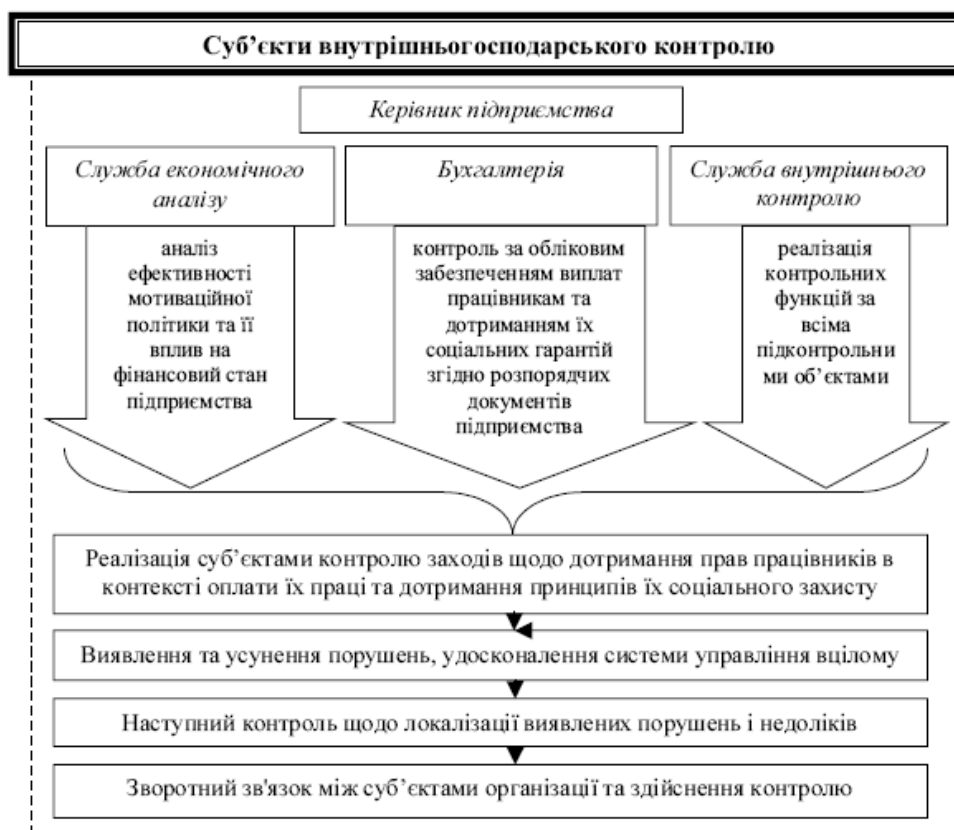 Суб’єкти внутрішньогосподарського контролю
Керівник підприємства
Служба економічного
аналізу
Бухгалтерія
Служба внутрішнього
контролю
аналіз
ефективності
мотиваційної
політики та її
вплив на
фінансовий стан
підприємства
контроль за обліковим
забезпеченням виплат
працівникам та
дотриманням їх
соціальних гарантій
згідно розпорядчих
документів
підприємства
реалізація
контрольних
функцій за
всіма
підконтрольни
ми об’єктами
Реалізація суб’єктами контролю заходів щодо дотримання прав працівників в
контексті оплати їх праці та дотримання принципів їх соціального захисту
Виявлення та усунення порушень, удосконалення системи управління вцілому
Наступний контроль щодо локалізації виявлених порушень і недоліків
Зворотний зв'язок між суб’єктами організації та здійснення контролю